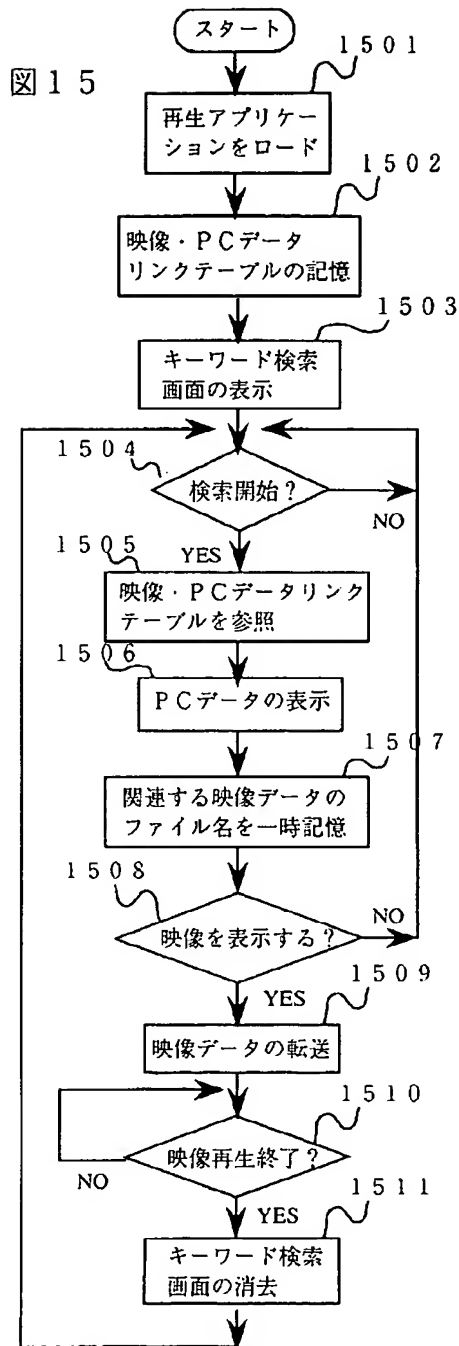 図15
スタート
1501
再生アプリケー
ションをロード
1502
映像・PCデータ
リンクテーブルの記憶
1503
キーワード検索
画面の表示
1504
検索開始?
NO
YES
1505
映像・PCデータリンク
テーブルを参照
1506
PCデータの表示
1507
関連する映像データの
ファイル名を一時記憶
1508
映像を表示する?
NO
YES
1509
映像データの転送
1510
映像再生終了?
NO
YES
1511
キーワード検索
画面の消去